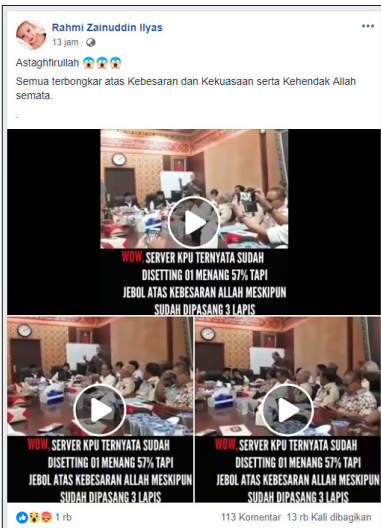 Rahmi Zainuddin Ilyas
13 jam ·
Astaghfirullah
Semua terbongkar atas Kebesaran dan Kekuasaan serta Kehendak Allah
semata.
.
WOW, SERVER KPU TERNYATA SUDAH
DISETTING 01 MENANG 57% TAPI
JEBOL ATAS KEBESARAN ALLAH MESKIPUN
SUDAH DIPASANG 3 LAPIS
WOW, SERVER KPU TERNYATA SUDAH
DISETTING 01 MENANG 57% TAPI
JEBOL ATAS KEBESARAN ALLAH MESKIPUN
SUDAH DIPASANG 3 LAPIS
WOW, SERVER KPU TERNYATA SUDAH
DISETTING 01 MENANG 57% TAPI
JEBOL ATAS KEBESARAN ALLAH MESKIPUN
SUDAH DIPASANG 3 LAPIS
1 rb
113 Komentar 13 rb Kali dibagikan